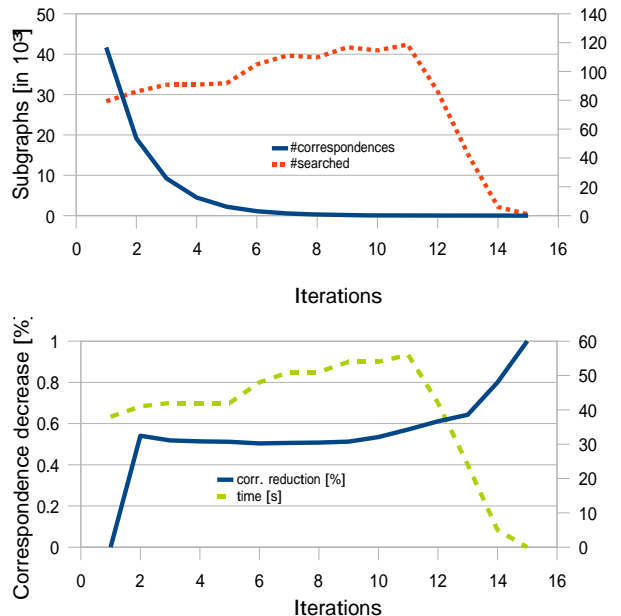 Subgraphs [in 10³]
50
40
30
20
10
0
140
120
100
80
60
40
20
0
#correspondences
#searched
0 2 4 6 8 10 12 14 16
Iterations
Correspondence decrease [%]
1
0.8
0.6
0.4
0.2
0
60
50
40
30
20
10
0
corr. reduction [%]
time [s]
0 2 4 6 8 10 12 14 16
Iterations